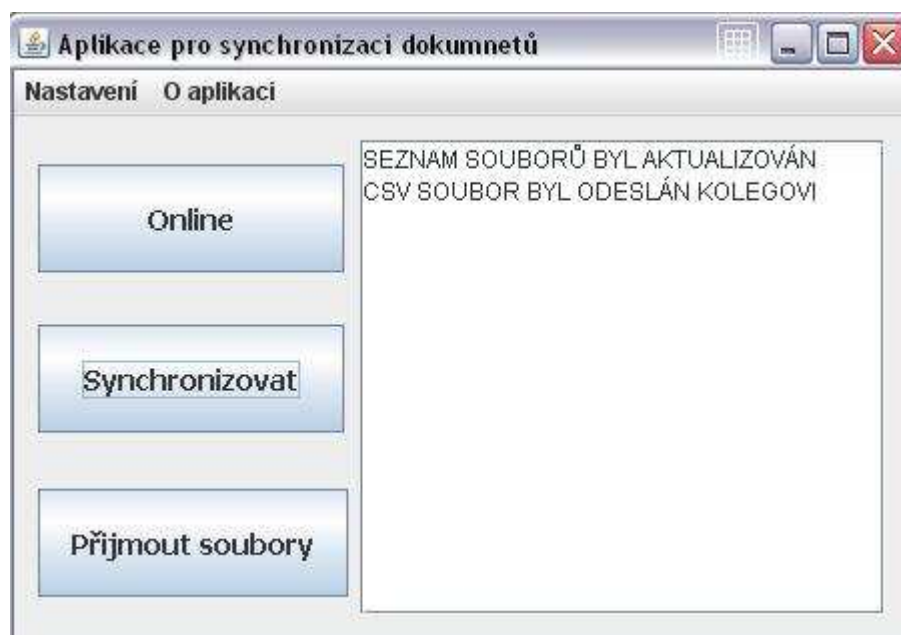 Aplikace pro synchronizaci dokumnetů
Nastavení O aplikaci
Online
Synchronizovat
Přijmout soubory
SEZNAM SOUBORŮ BYL AKTUALIZOVÁN
CSV SOUBOR BYL ODESLÁN KOLEGOVI